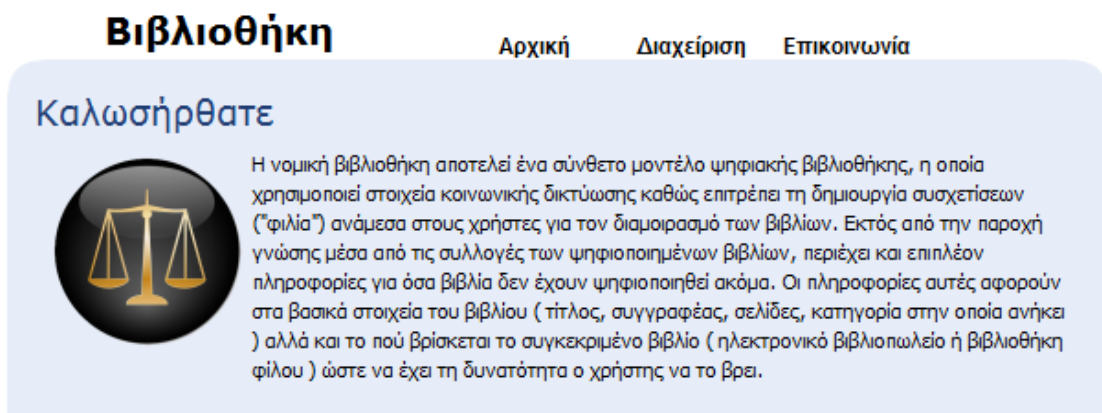 Βιβλιοθήκη
Αρχική Διαχείριση Επικοινωνία
Καλωσήρθατε
Η νομική βιβλιοθήκη αποτελεί ένα σύνθετο μοντέλο ψηφιακής βιβλιοθήκης, η οποία
χρησιμοποιεί στοιχεία κοινωνικής δικτύωσης καθώς επιτρέπει τη δημιουργία συσχετίσεων
("φιλία") ανάμεσα στους χρήστες για τον διαμοιρασμό των βιβλίων. Εκτός από την παροχή
γνώσης μέσα από τις συλλογές των ψηφιοποιημένων βιβλίων, περιέχει και επιπλέον
πληροφορίες για όσα βιβλία δεν έχουν ψηφιοποιηθεί ακόμα. Οι πληροφορίες αυτές αφορούν
στα βασικά στοιχεία του βιβλίου ( τίτλος, συγγραφέας, σελίδες, κατηγορία στην οποία ανήκει
) αλλά και το πού βρίσκεται το συγκεκριμένο βιβλίο ( ηλεκτρονικό βιβλιοπωλείο ή βιβλιοθήκη
φίλου ) ώστε να έχει τη δυνατότητα ο χρήστης να το βρει.